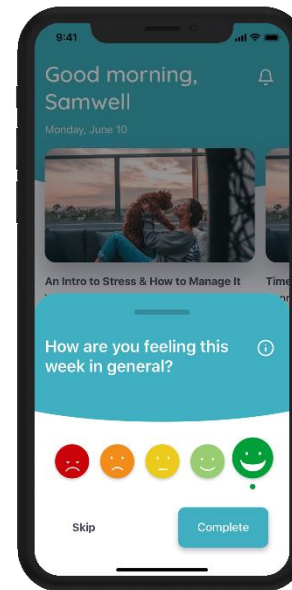 9:41
Good morning,
Samwell
Monday, June 10
An Intro to Stress & How to Manage It
Time
How are you feeling this
week in general?
Skip
Complete